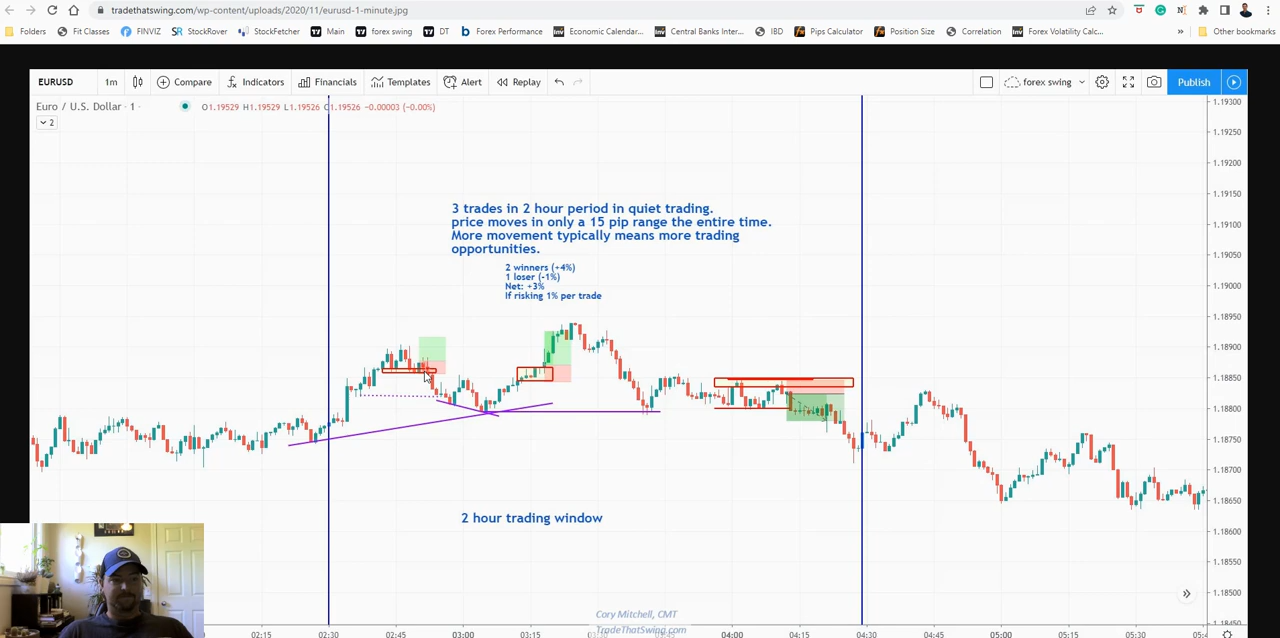 tradethatswing.com/wp-content/uploads/2020/11/eurusd-1-minute.jpg
Folders Fit Classes FINVIZ StockRover StockFetcher Main forex swing DT Forex Performance Economic Calendar... Central Banks Inter... IBD Pips Calculator Position Size Correlation Forex Volatility Calc... » Other bookmarks
EURUSD 1m Compare Indicators Financials Templates Alert Replay forex swing Publish
Euro / U.S. Dollar · 1 · O1.19529 H1.19529 L1.19526 C1.19526 −0.00003 (−0.00%)
2
1.19300
1.19250
1.19200
1.19150
1.19100
1.19050
1.19000
1.18950
1.18900
1.18850
1.18800
1.18750
1.18700
1.18650
1.18600
1.18550
1.18500
1.18450
3 trades in 2 hour period in quiet trading.
price moves in only a 15 pip range the entire time.
More movement typically means more trading
opportunities.
2 winners (+4%)
1 loser (-1%)
Net: +3%
If risking 1% per trade
2 hour trading window
Cory Mitchell, CMT
TradeThatSwing.com
02:15 02:30 02:45 03:00 03:15 03:30 03:45 04:00 04:15 04:30 04:45 05:00 05:15 05:30